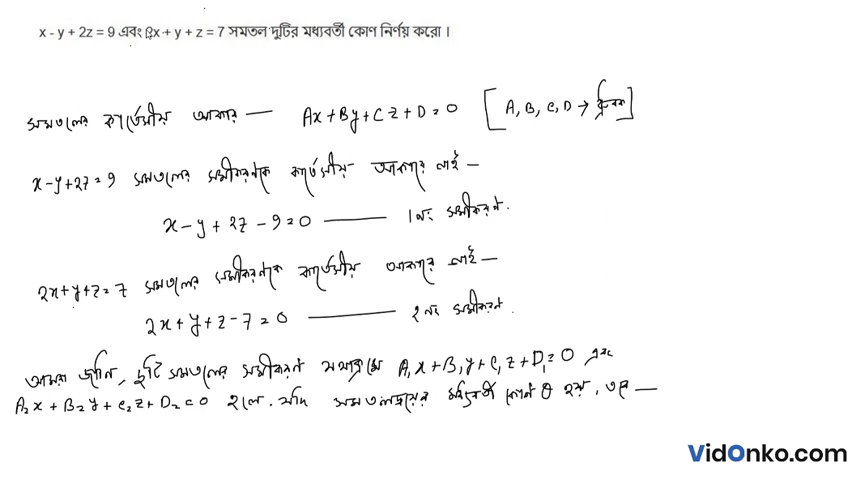 x - y + 2z = 9 এবং 2x + y + z = 7 সমতল দুটির মধ্যবর্তী কোণ নির্ণয় করো ।
সমতলের কার্তেসীয় আকার — Ax + By + Cz + D = 0 [A, B, C, D → ধ্রুবক]
x-y+2z=9 সমতলের সমীকরণকে কার্তেসীয় আকারে পাই -
x - y + 2z - 9 = 0 —— 1নং সমীকরণ.
2x+y+z=7 সমতলের সমীকরণকে কার্তেসীয় আকারে পাই -
2x + y + z - 7 = 0 —— 2নং সমীকরণ.
আমরা জানি, দুটি সমতলের সমীকরণ যথাক্রমে A₁x + B₁y + C₁z + D₁ = 0 এবং
A₂x + B₂y + C₂z + D₂ = 0 হলে. যদি সমতলদ্বয়ের মধ্যবর্তী কোণ θ হয়, তবে —
VidOnko.com